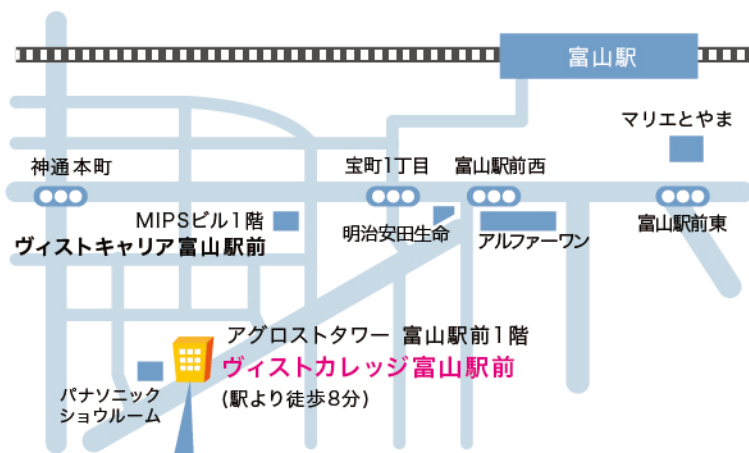 富山駅
マリエとやま
神通本町
宝町1丁目
富山駅前西
MIPSビル1階
ヴィストキャリア富山駅前
明治安田生命
アルファーワン
富山駅前東
アグロストタワー 富山駅前1階
ヴィストカレッジ富山駅前
(駅より徒歩8分)
パナソニック
ショウルーム